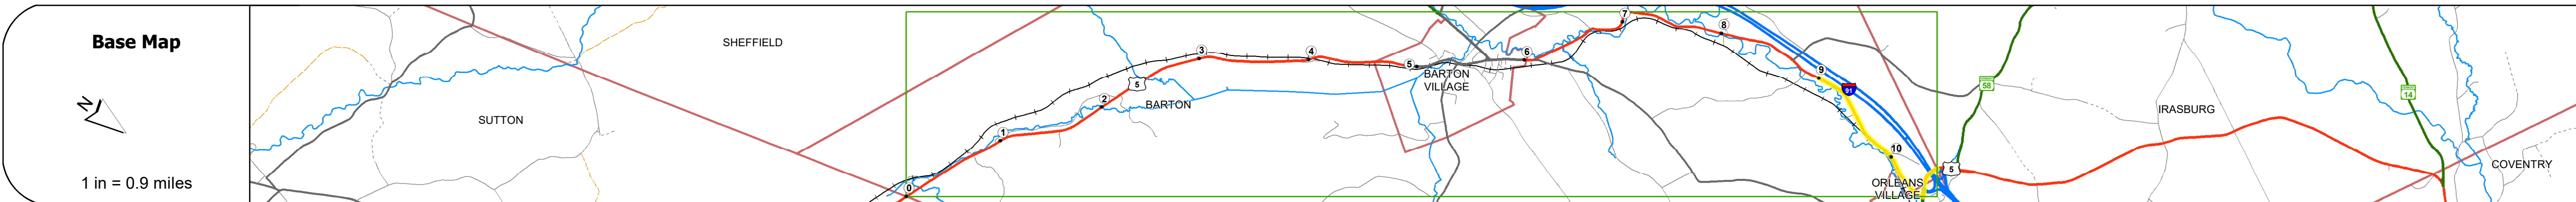 Base Map
N
1 in = 0.9 miles
SUTTON
SHEFFIELD
0
1
2
5
BARTON
3
4
5
BARTON
VILLAGE
6
7
8
9
91
10
ORLEANS
VILLAGE
5
58
IRASBURG
14
COVENTRY